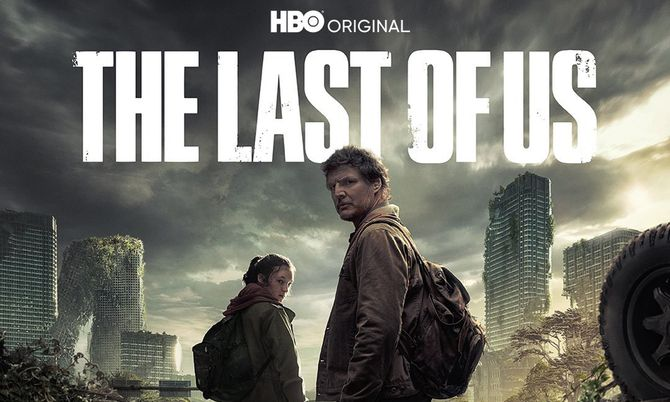 HBO ORIGINAL
THE LAST OF US